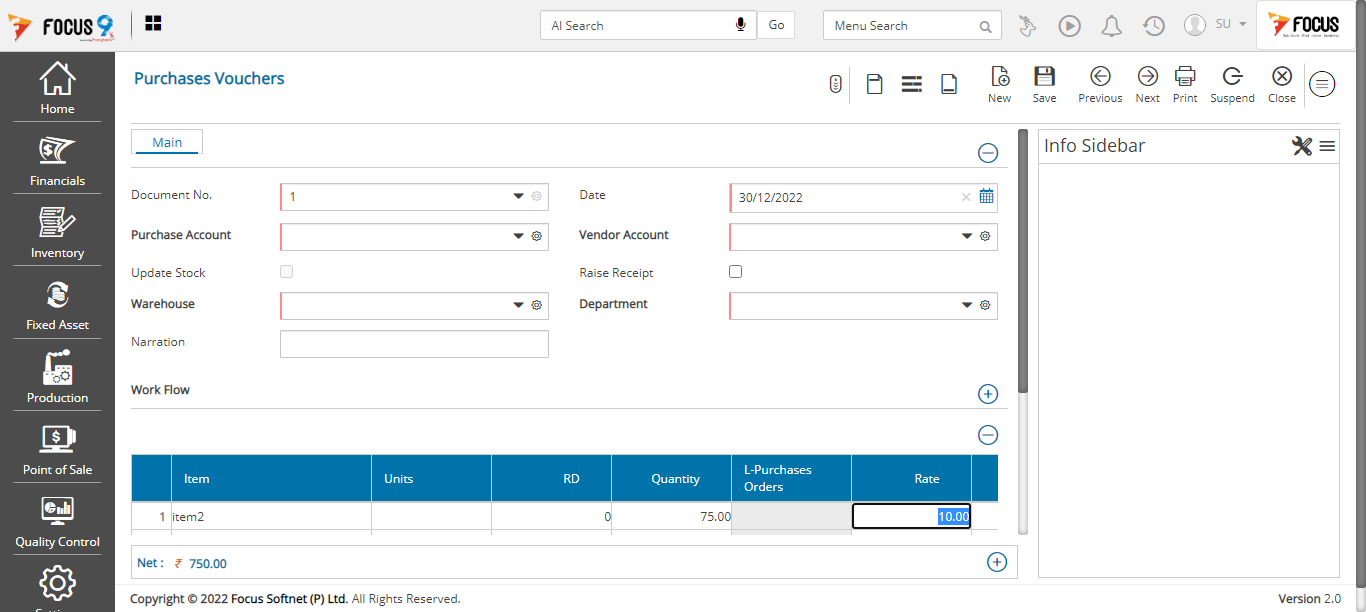 FOCUS 9
AI Search
Go
Menu Search
SU
FOCUS
Home
Financials
Inventory
Fixed Asset
Production
Point of Sale
Quality Control
Purchases Vouchers
New
Save
Previous
Next
Print
Suspend
Close
Main
Document No.
1
Date
30/12/2022
Purchase Account
Vendor Account
Update Stock
Raise Receipt
Warehouse
Department
Narration
Work Flow
Item
Units
RD
Quantity
L-Purchases
Orders
Rate
1
item2
0
75.00
10.00
Net : ₹ 750.00
Info Sidebar
Copyright © 2022 Focus Softnet (P) Ltd. All Rights Reserved.
Version 2.0